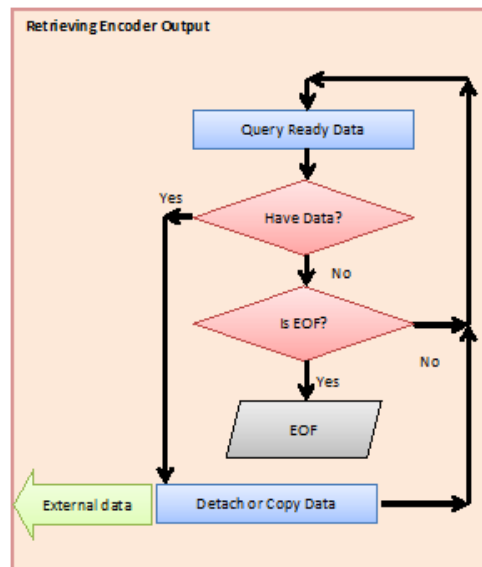 Retrieving Encoder Output
Query Ready Data
Yes
Have Data?
No
Is EOF?
No
Yes
EOF
External data
Detach or Copy Data